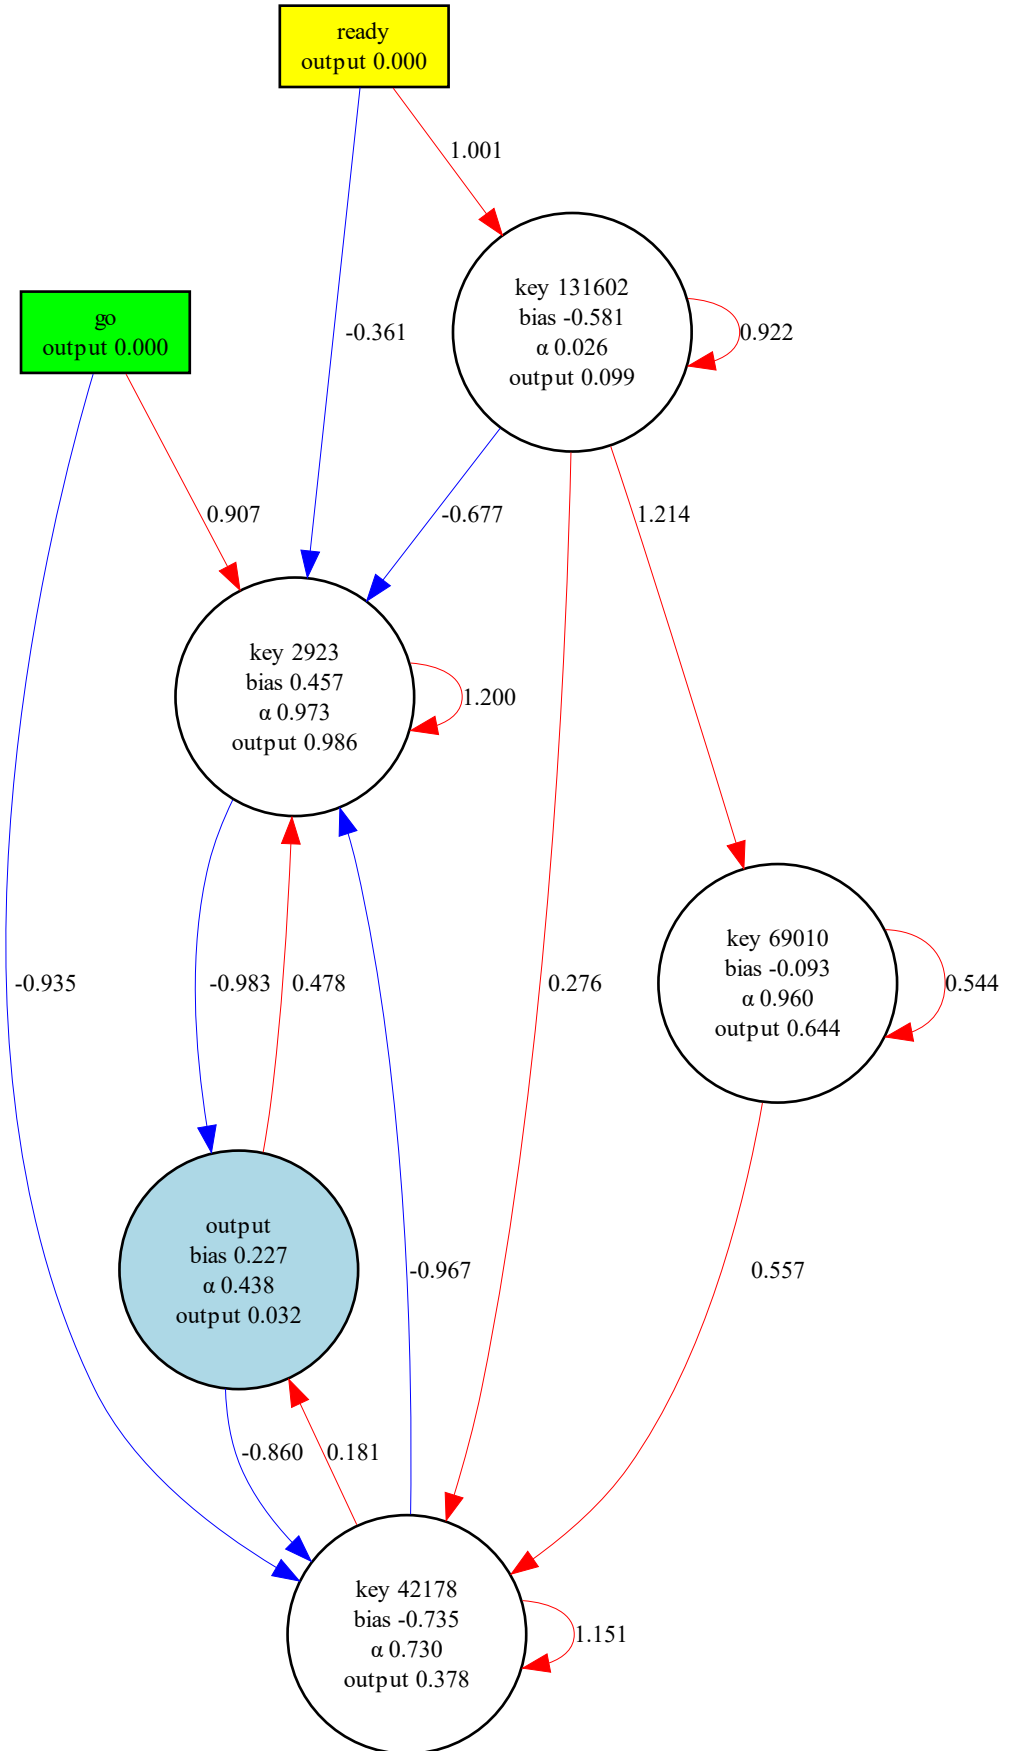 ready
output 0.000
1.001
key 131602
bias -0.581
α 0.026
output 0.099
0.922
go
output 0.000
-0.361
0.907
-0.677
1.214
key 2923
bias 0.457
α 0.973
output 0.986
1.200
key 69010
bias -0.093
α 0.960
output 0.644
0.544
-0.935
-0.983
0.478
0.276
output
bias 0.227
α 0.438
output 0.032
-0.967
0.557
-0.860
0.181
key 42178
bias -0.735
α 0.730
output 0.378
1.151